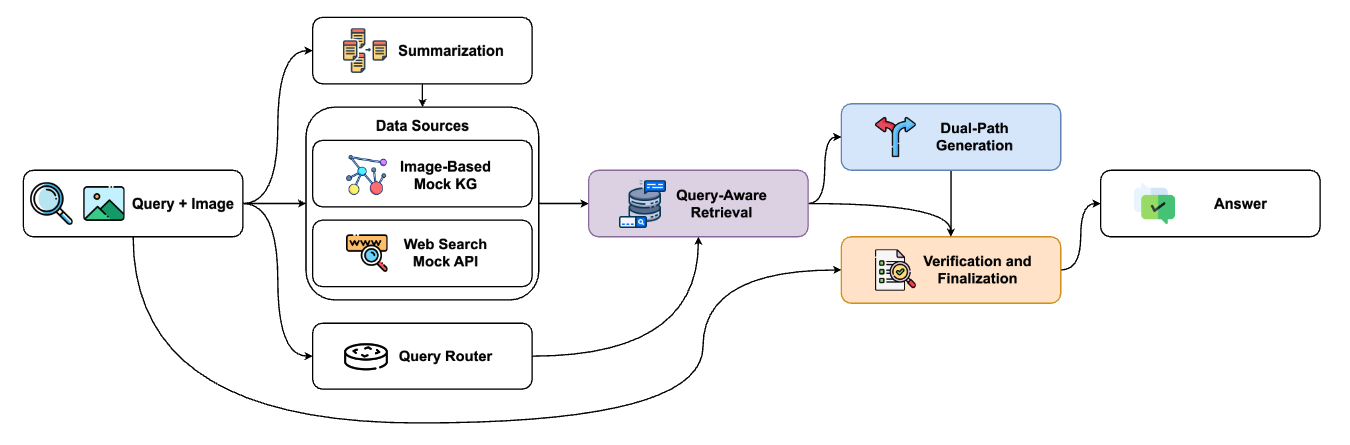 Summarization
Data Sources
Image-Based
Mock KG
Query + Image
Web Search
Mock API
Query Router
Query-Aware
Retrieval
Dual-Path
Generation
Verification and
Finalization
Answer
WWW